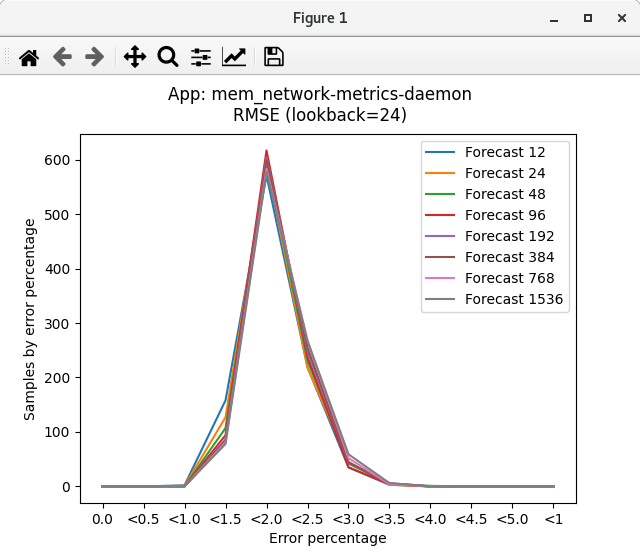 Figure 1
App: mem_network-metrics-daemon
RMSE (lookback=24)
Samples by error percentage
600
500
400
300
200
100
0
Forecast 12
Forecast 24
Forecast 48
Forecast 96
Forecast 192
Forecast 384
Forecast 768
Forecast 1536
0.0 <0.5 <1.0 <1.5 <2.0 <2.5 <3.0 <3.5 <4.0 <4.5 <5.0 <1
Error percentage